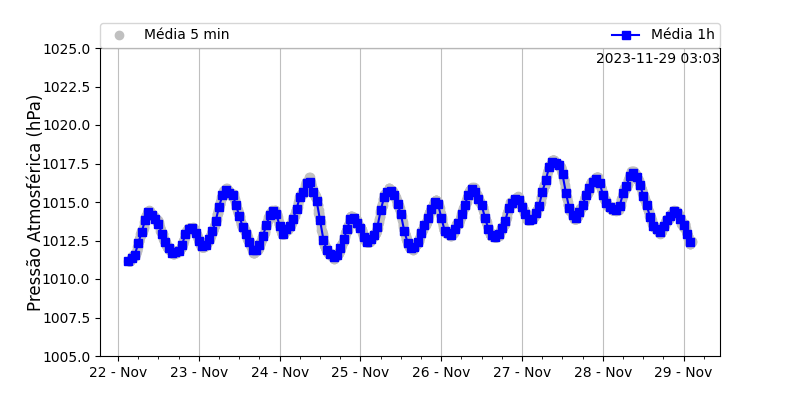 Média 5 min
Média 1h
2023-11-29 03:03
Pressão Atmosférica (hPa)
1025.0
1022.5
1020.0
1017.5
1015.0
1012.5
1010.0
1007.5
1005.0
22 - Nov
23 - Nov
24 - Nov
25 - Nov
26 - Nov
27 - Nov
28 - Nov
29 - Nov